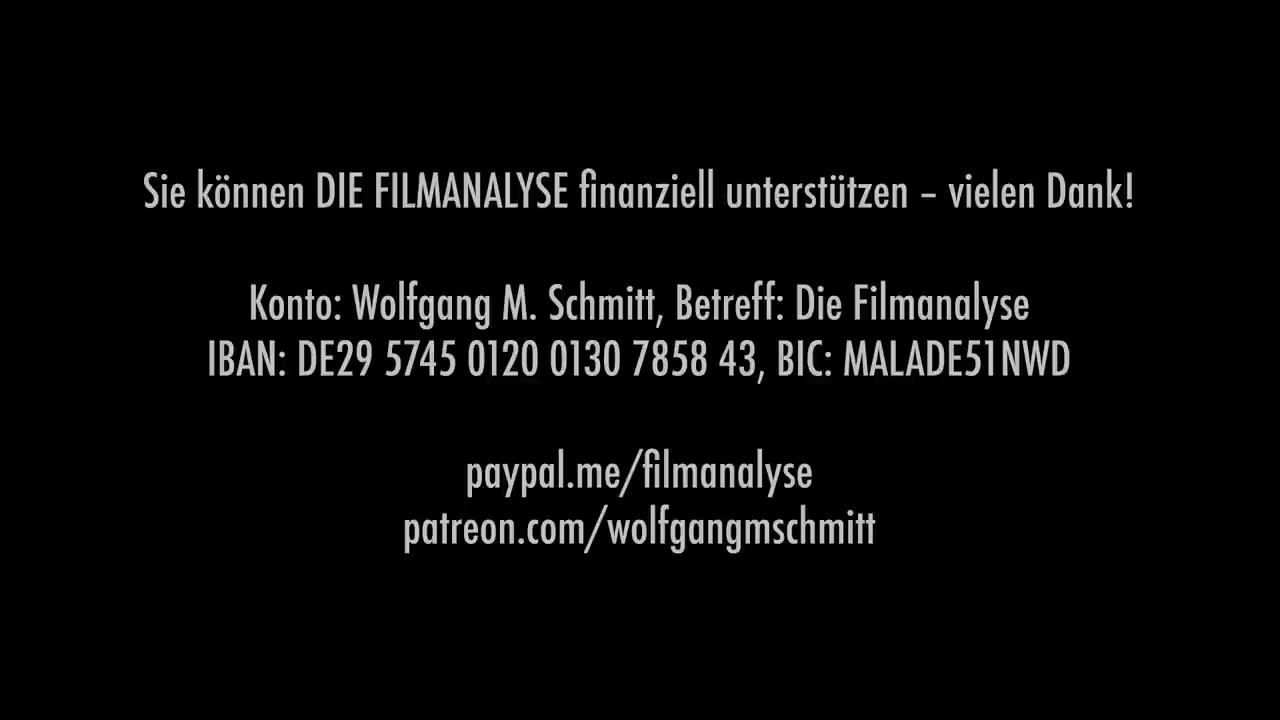 Sie können DIE FILMANALYSE finanziell unterstützen – vielen Dank!
Konto: Wolfgang M. Schmitt, Betreff: Die Filmanalyse
IBAN: DE29 5745 0120 0130 7858 43, BIC: MALADE51NWD
paypal.me/filmanalyse
patreon.com/wolfgangmschmitt